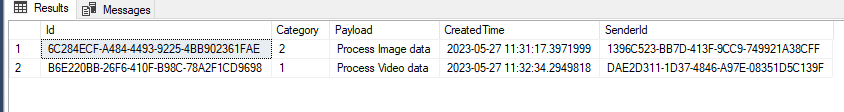 Results Messages
Id Category Payload CreatedTime SenderId
1 6C284ECF-A484-4493-9225-4BB902361FAE 2 Process Image data 2023-05-27 11:31:17.3971999 1396C523-BB7D-413F-9CC9-749921A38CFF
2 B6E220BB-26F6-410F-B98C-78A2F1CD9698 1 Process Video data 2023-05-27 11:32:34.2949818 DAE2D311-1D37-4846-A97E-08351D5C139F